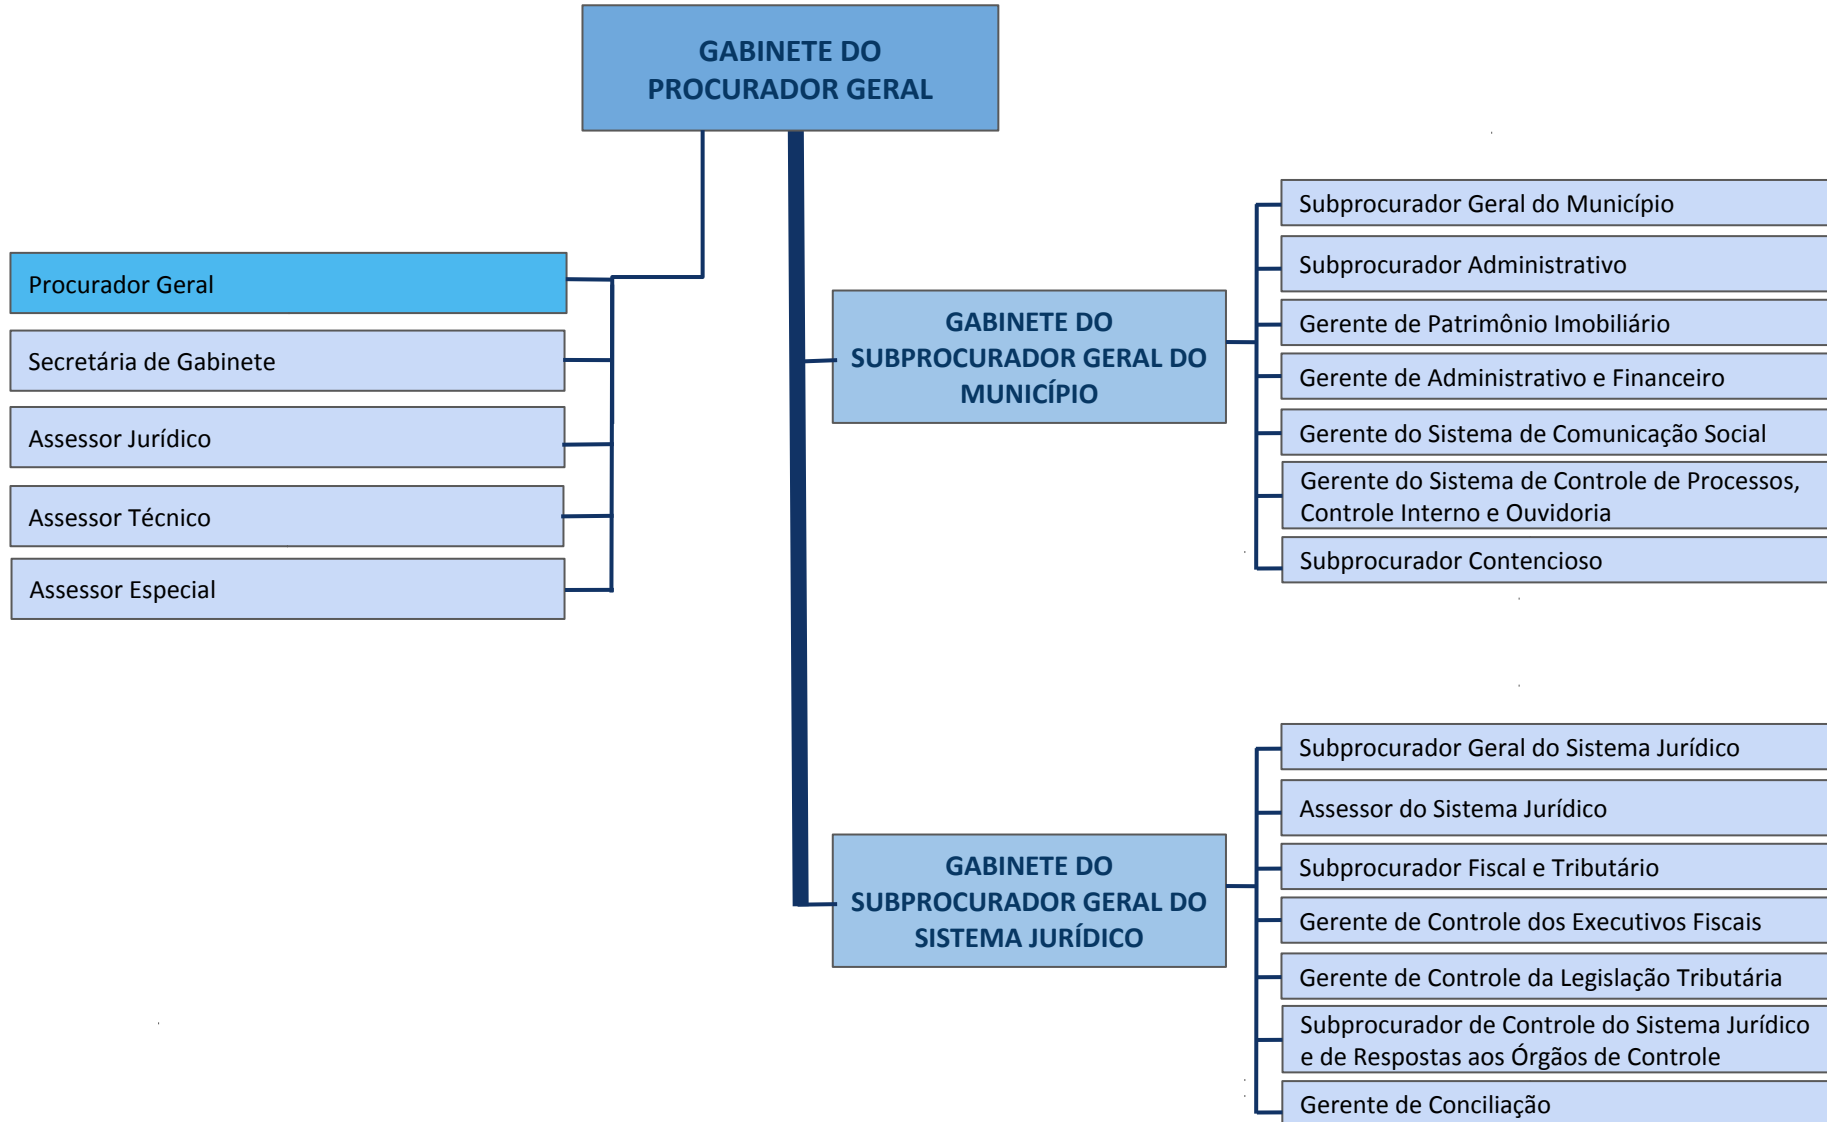 GABINETE DO
PROCURADOR GERAL
Procurador Geral
Secretária de Gabinete
Assessor Jurídico
Assessor Técnico
Assessor Especial
GABINETE DO
SUBPROCURADOR GERAL DO
MUNICÍPIO
Subprocurador Geral do Município
Subprocurador Administrativo
Gerente de Patrimônio Imobiliário
Gerente de Administrativo e Financeiro
Gerente do Sistema de Comunicação Social
Gerente do Sistema de Controle de Processos,
Controle Interno e Ouvidoria
Subprocurador Contencioso
GABINETE DO
SUBPROCURADOR GERAL DO
SISTEMA JURÍDICO
Subprocurador Geral do Sistema Jurídico
Assessor do Sistema Jurídico
Subprocurador Fiscal e Tributário
Gerente de Controle dos Executivos Fiscais
Gerente de Controle da Legislação Tributária
Subprocurador de Controle do Sistema Jurídico
e de Respostas aos Órgãos de Controle
Gerente de Conciliação